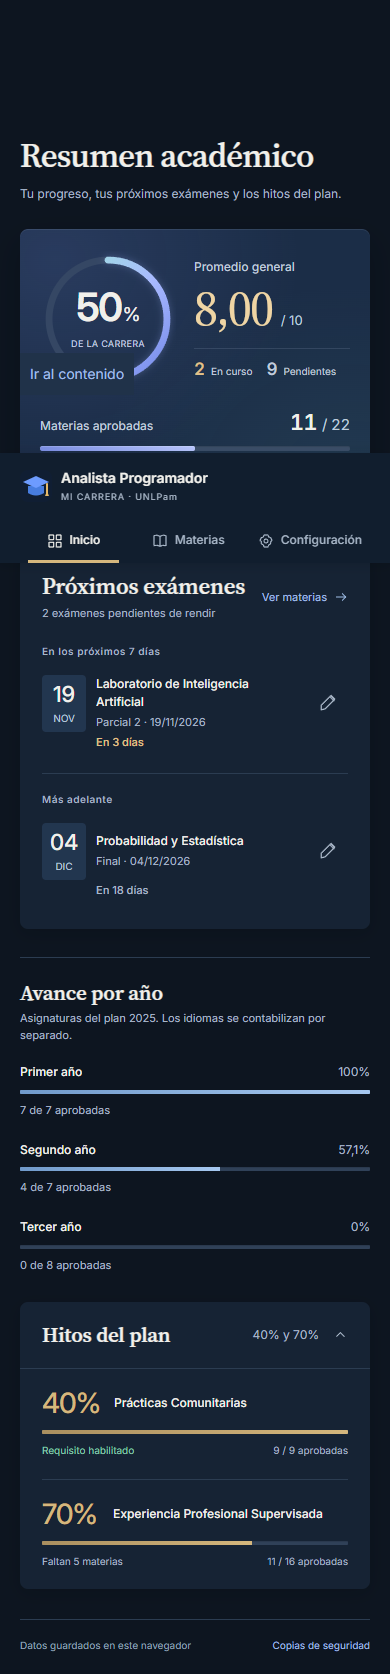 Resumen académico
Tu progreso, tus próximos exámenes y los hitos del plan.
50%
DE LA CARRERA
Promedio general
8,00 / 10
2 En curso 9 Pendientes
Ir al contenido
Materias aprobadas 11 / 22
Analista Programador
MI CARRERA · UNLPam
Inicio Materias Configuración
Próximos exámenes
Ver materias →
2 exámenes pendientes de rendir
En los próximos 7 días
19
NOV
Laboratorio de Inteligencia
Artificial
Parcial 2 · 19/11/2026
En 3 días
Más adelante
04
DIC
Probabilidad y Estadística
Final · 04/12/2026
En 18 días
Avance por año
Asignaturas del plan 2025. Los idiomas se contabilizan por
separado.
Primer año 100%
7 de 7 aprobadas
Segundo año 57,1%
4 de 7 aprobadas
Tercer año 0%
0 de 8 aprobadas
Hitos del plan 40% y 70%
40% Prácticas Comunitarias
Requisito habilitado 9 / 9 aprobadas
70% Experiencia Profesional Supervisada
Faltan 5 materias 11 / 16 aprobadas
Datos guardados en este navegador Copias de seguridad